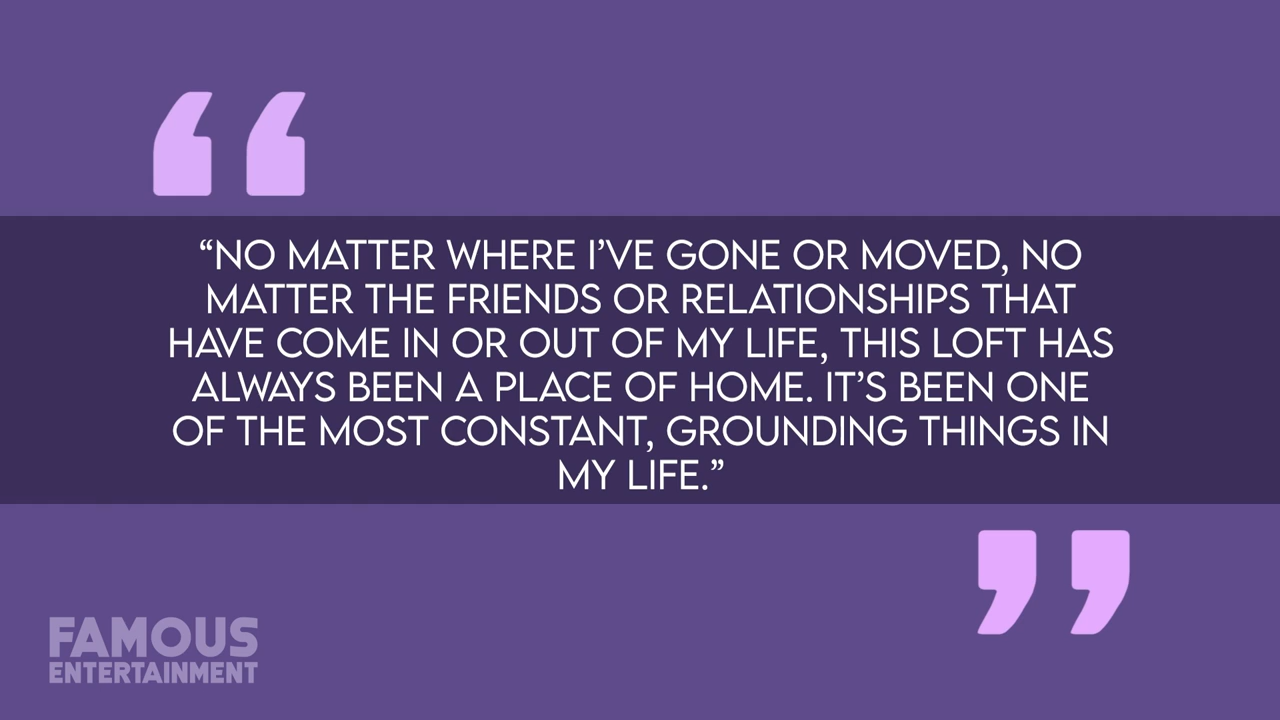 “NO MATTER WHERE I’VE GONE OR MOVED, NO
MATTER THE FRIENDS OR RELATIONSHIPS THAT
HAVE COME IN OR OUT OF MY LIFE, THIS LOFT HAS
ALWAYS BEEN A PLACE OF HOME. IT’S BEEN ONE
OF THE MOST CONSTANT, GROUNDING THINGS IN
MY LIFE.”
FAMOUS
ENTERTAINMENT